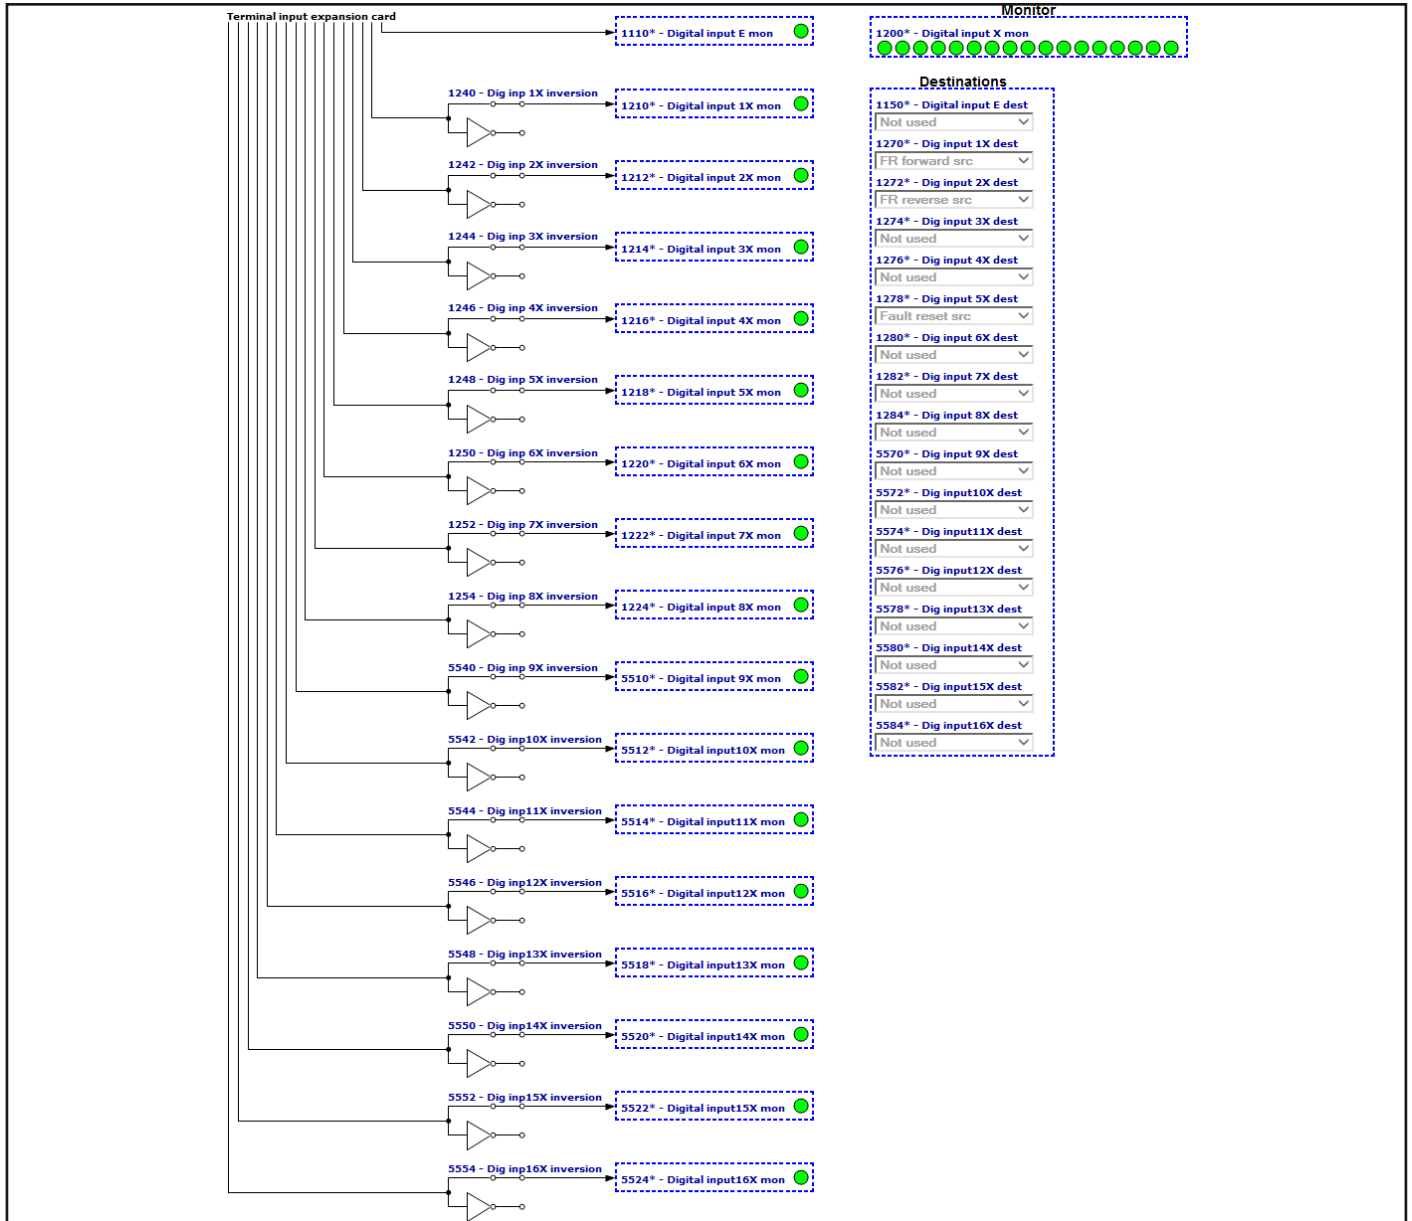 Terminal input expansion card
1110* - Digital input E mon
1240 - Dig inp 1X inversion
1210* - Digital input 1X mon
1242 - Dig inp 2X inversion
1212* - Digital input 2X mon
1244 - Dig inp 3X inversion
1214* - Digital input 3X mon
1246 - Dig inp 4X inversion
1216* - Digital input 4X mon
1248 - Dig inp 5X inversion
1218* - Digital input 5X mon
1250 - Dig inp 6X inversion
1220* - Digital input 6X mon
1252 - Dig inp 7X inversion
1222* - Digital input 7X mon
1254 - Dig inp 8X inversion
1224* - Digital input 8X mon
5540 - Dig inp 9X inversion
5510* - Digital input 9X mon
5542 - Dig inp10X inversion
5512* - Digital input10X mon
5544 - Dig inp11X inversion
5514* - Digital input11X mon
5546 - Dig inp12X inversion
5516* - Digital input12X mon
5548 - Dig inp13X inversion
5518* - Digital input13X mon
5550 - Dig inp14X inversion
5520* - Digital input14X mon
5552 - Dig inp15X inversion
5522* - Digital input15X mon
5554 - Dig inp16X inversion
5524* - Digital input16X mon
Monitor
1200* - Digital input X mon
Destinations
1150* - Digital input E dest
Not used
1270* - Dig input 1X dest
FR forward src
1272* - Dig input 2X dest
FR reverse src
1274* - Dig input 3X dest
Not used
1276* - Dig input 4X dest
Not used
1278* - Dig input 5X dest
Fault reset src
1280* - Dig input 6X dest
Not used
1282* - Dig input 7X dest
Not used
1284* - Dig input 8X dest
Not used
5570* - Dig input 9X dest
Not used
5572* - Dig input10X dest
Not used
5574* - Dig input11X dest
Not used
5576* - Dig input12X dest
Not used
5578* - Dig input13X dest
Not used
5580* - Dig input14X dest
Not used
5582* - Dig input15X dest
Not used
5584* - Dig input16X dest
Not used